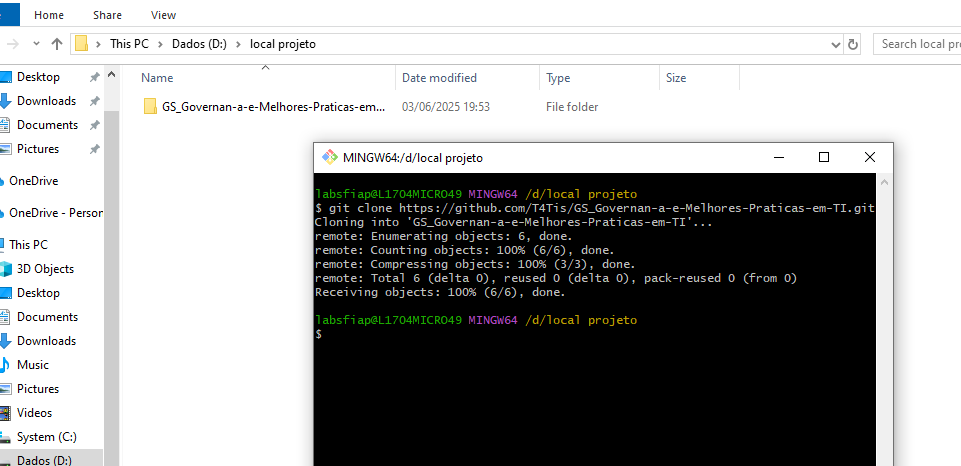 Home Share View
This PC Dados (D:) local projeto
Search local pr
Name Date modified Type Size
GS_Governan-a-e-Melhores-Praticas-em... 03/06/2025 19:53 File folder
Desktop
Downloads
Documents
Pictures
OneDrive
OneDrive - Person
This PC
3D Objects
Desktop
Documents
Downloads
Music
Pictures
Videos
System (C:)
Dados (D:)
MINGW64:/d/local projeto
labsfiap@L1704MICRO49 MINGW64 /d/local projeto
$ git clone https://github.com/T4Tis/GS_Governan-a-e-Melhores-Praticas-em-TI.git
Cloning into 'GS_Governan-a-e-Melhores-Praticas-em-TI'...
remote: Enumerating objects: 6, done.
remote: Counting objects: 100% (6/6), done.
remote: Compressing objects: 100% (3/3), done.
remote: Total 6 (delta 0), reused 0 (delta 0), pack-reused 0 (from 0)
Receiving objects: 100% (6/6), done.
labsfiap@L1704MICRO49 MINGW64 /d/local projeto
$